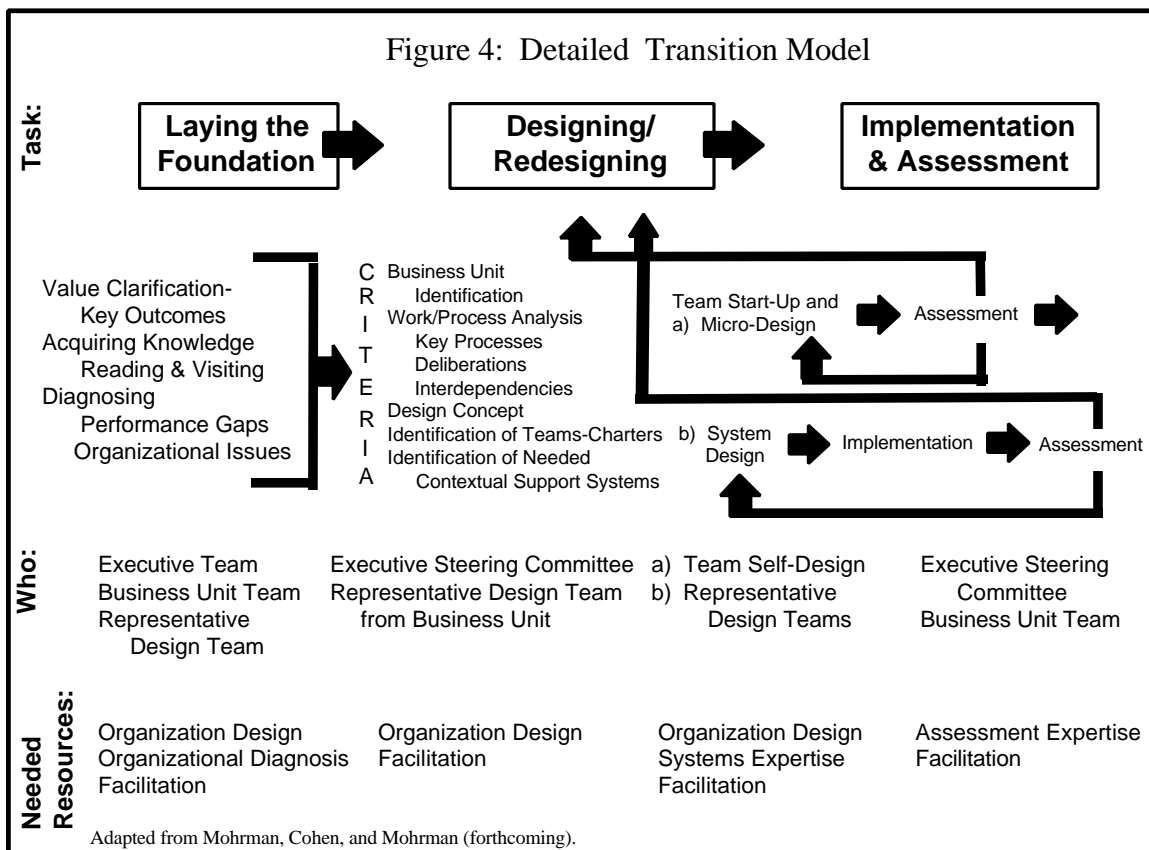 Figure 4: Detailed Transition Model
Task:
Laying the
Foundation
Designing/
Redesigning
Implementation
& Assessment
Value Clarification-
Key Outcomes
Acquiring Knowledge
Reading & Visiting
Diagnosing
Performance Gaps
Organizational Issues
CRITERIA
Business Unit
Identification
Work/Process Analysis
Key Processes
Deliberations
Interdependencies
Design Concept
Identification of Teams-Charters
Identification of Needed
Contextual Support Systems
Team Start-Up and
a) Micro-Design
Assessment
b) System
Design
Implementation
Assessment
Who:
Executive Team
Business Unit Team
Representative
Design Team
Executive Steering Committee
Representative Design Team
from Business Unit
a) Team Self-Design
b) Representative
Design Teams
Executive Steering
Committee
Business Unit Team
Needed
Resources:
Organization Design
Organizational Diagnosis
Facilitation
Organization Design
Facilitation
Organization Design
Systems Expertise
Facilitation
Assessment Expertise
Facilitation
Adapted from Mohrman, Cohen, and Mohrman (forthcoming).